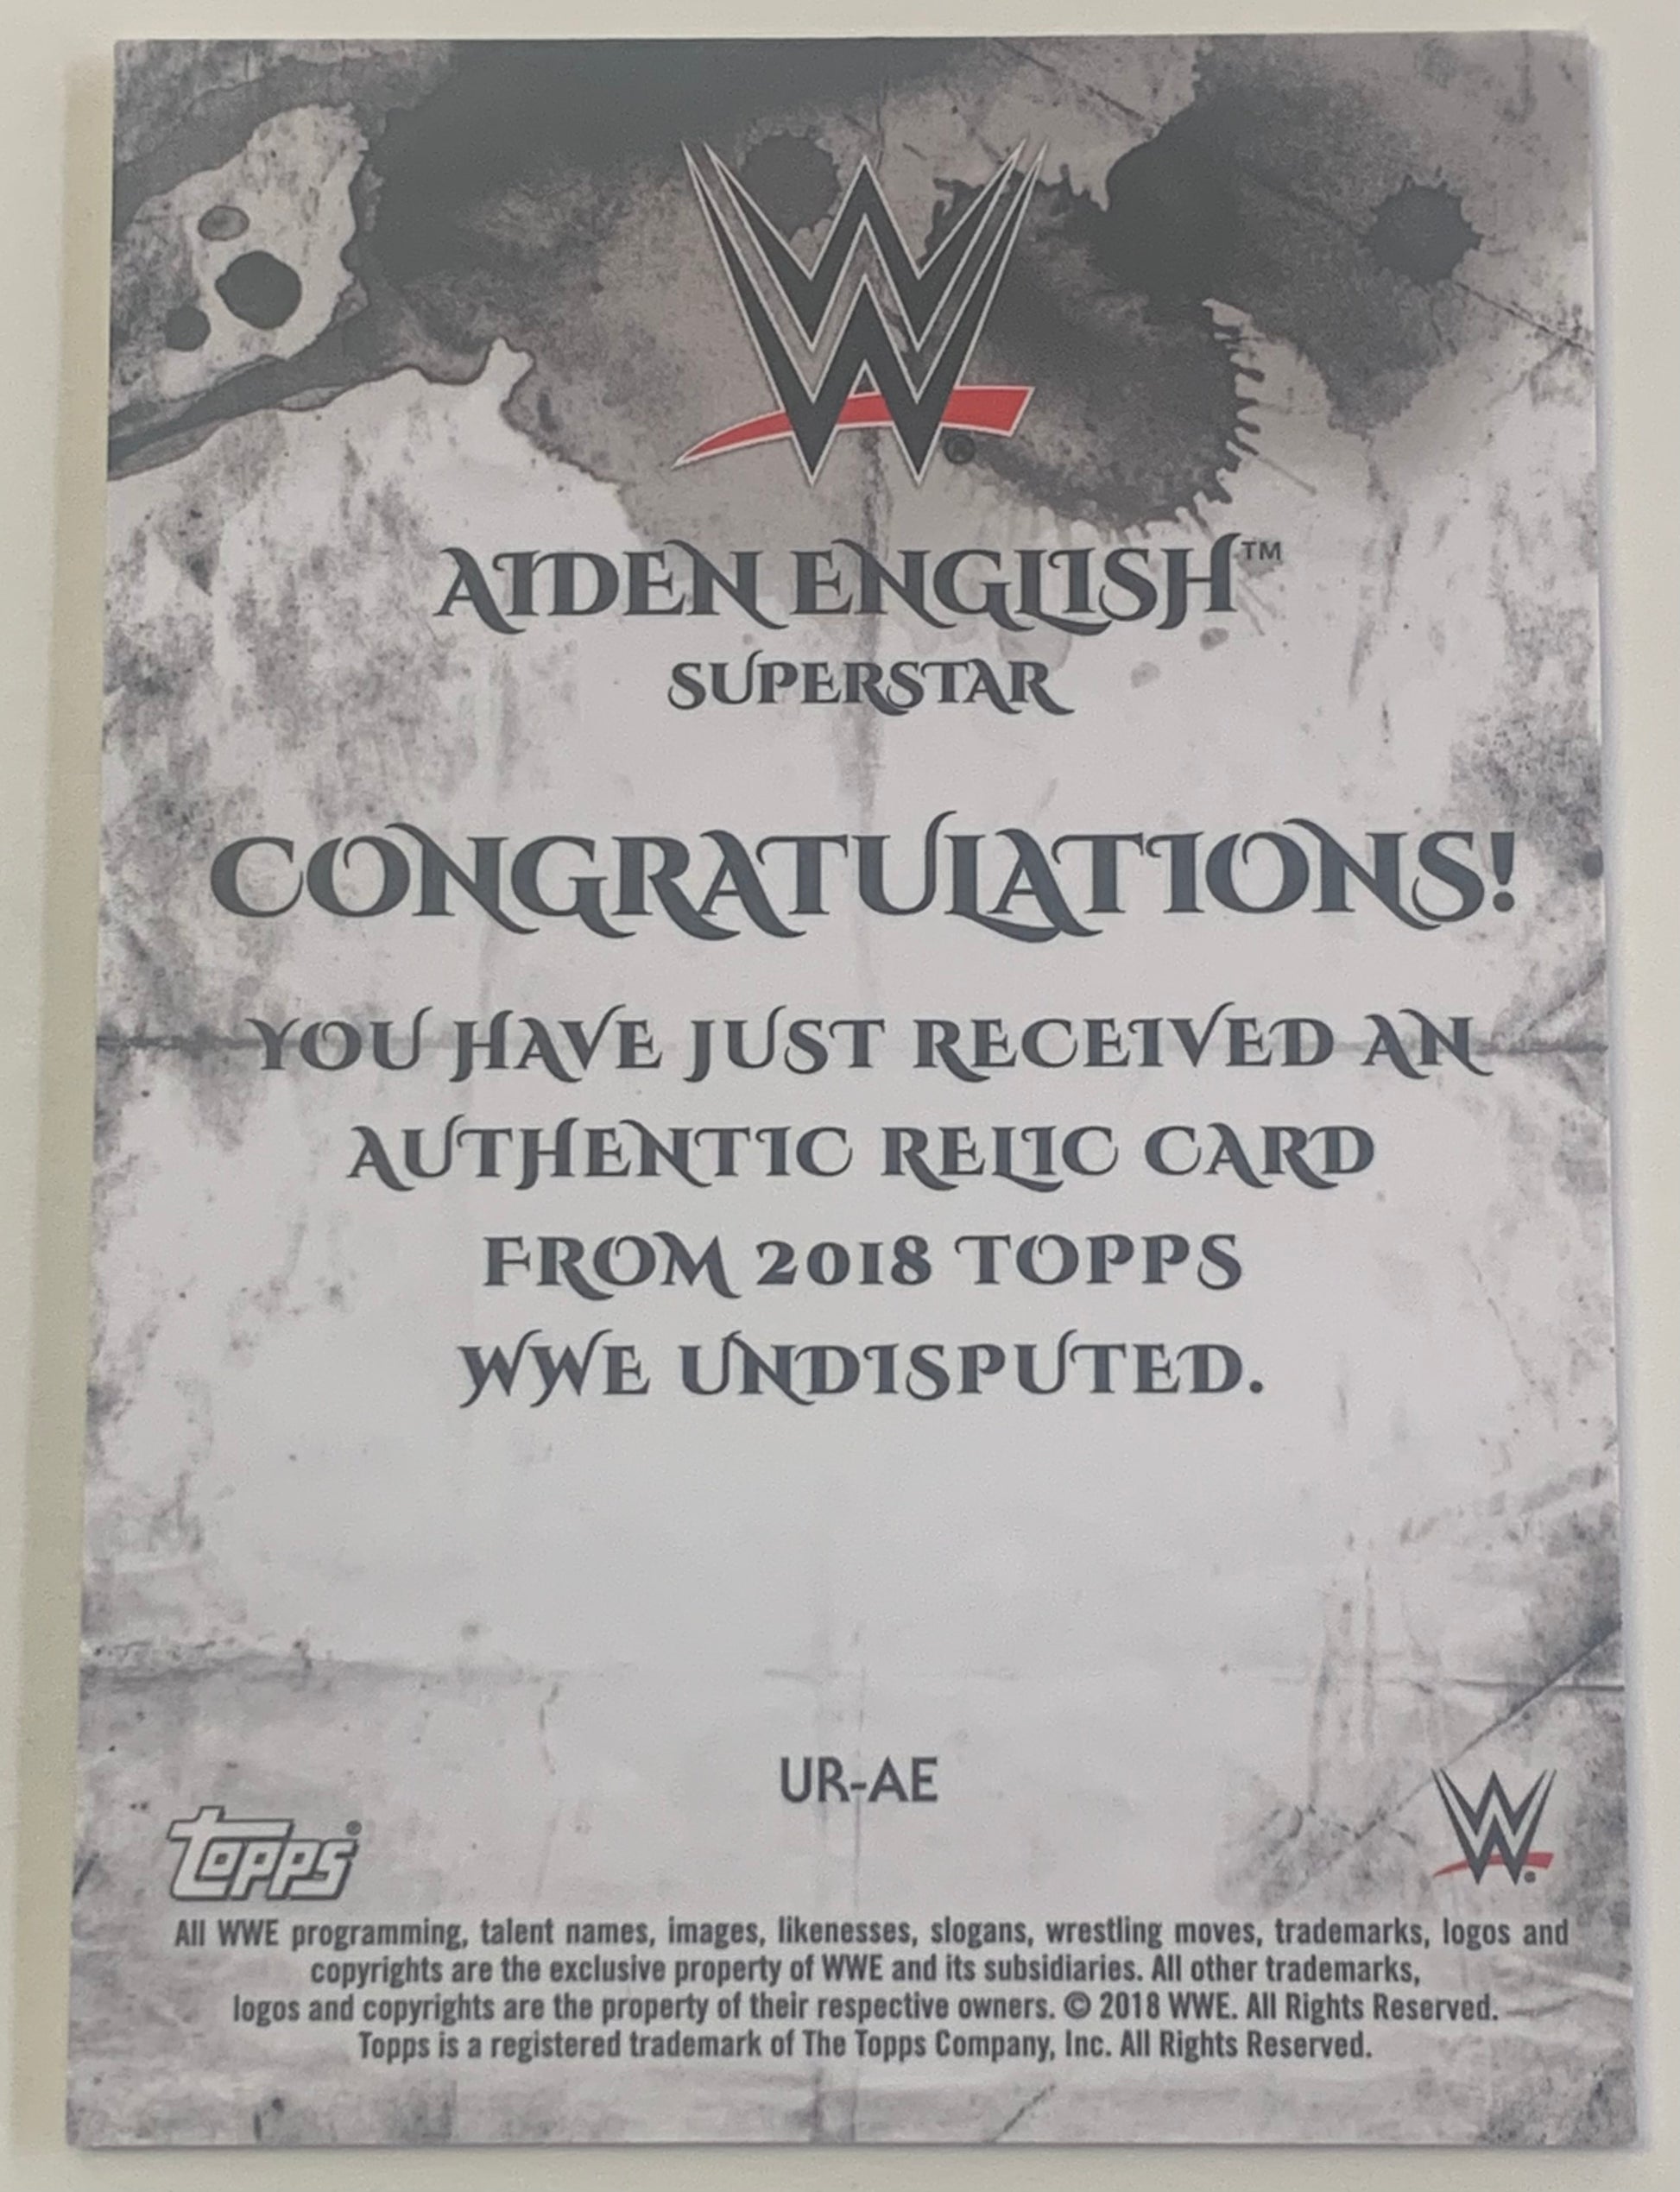 W
AIDEN ENGLISH™
SUPERSTAR
CONGRATULATIONS!
YOU HAVE JUST RECEIVED AN
AUTHENTIC RELIC CARD
FROM 2018 TOPPS
WWE UNDISPUTED.
UR-AE
Topps®
W
All WWE programming, talent names, images, likenesses, slogans, wrestling moves, trademarks, logos and
copyrights are the exclusive property of WWE and its subsidiaries. All other trademarks,
logos and copyrights are the property of their respective owners. © 2018 WWE. All Rights Reserved.
Topps is a registered trademark of The Topps Company, Inc. All Rights Reserved.